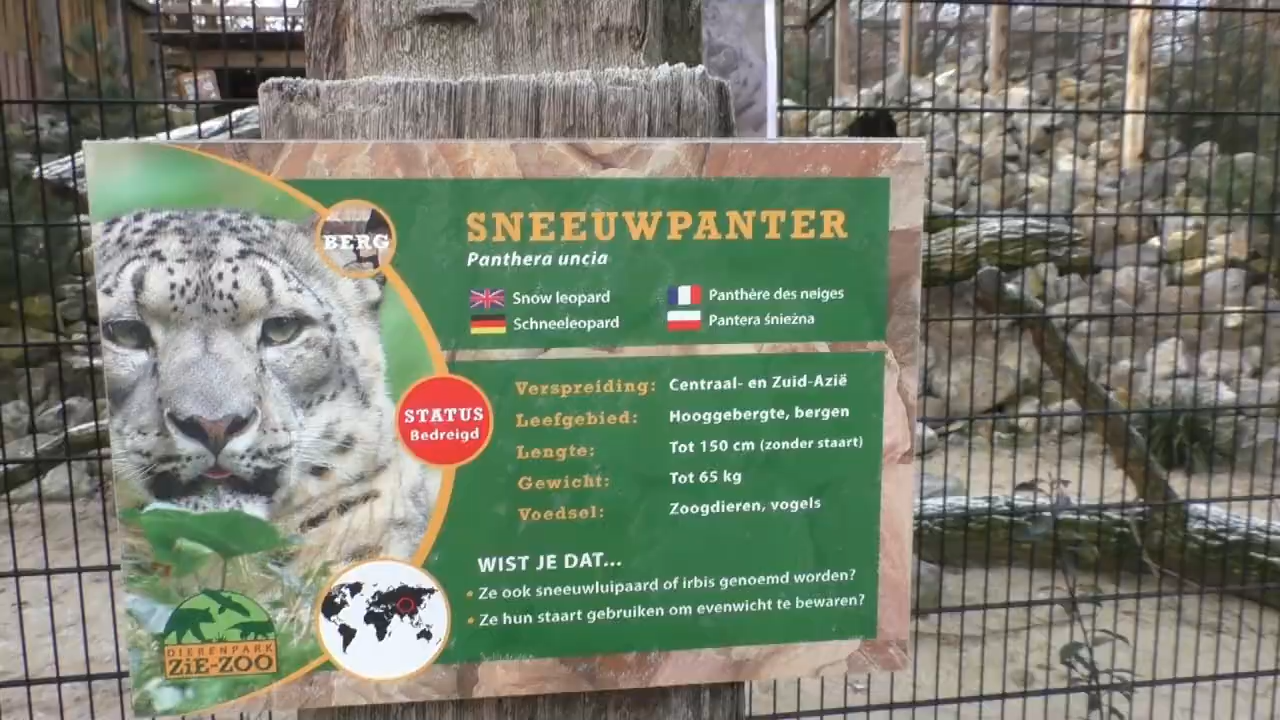 BERG
SNEEUWPANTER
Panthera uncia
Snow leopard
Panthère des neiges
Schneeleopard
Pantera śnieżna
STATUS
Bedreigd
Verspreiding: Centraal- en Zuid-Azië
Leefgebied: Hooggebergte, bergen
Lengte: Tot 150 cm (zonder staart)
Gewicht: Tot 65 kg
Voedsel: Zoogdieren, vogels
WIST JE DAT...
• Ze ook sneeuwluipaard of irbis genoemd worden?
• Ze hun staart gebruiken om evenwicht te bewaren?
DIERENPARK
ZiE-ZOO